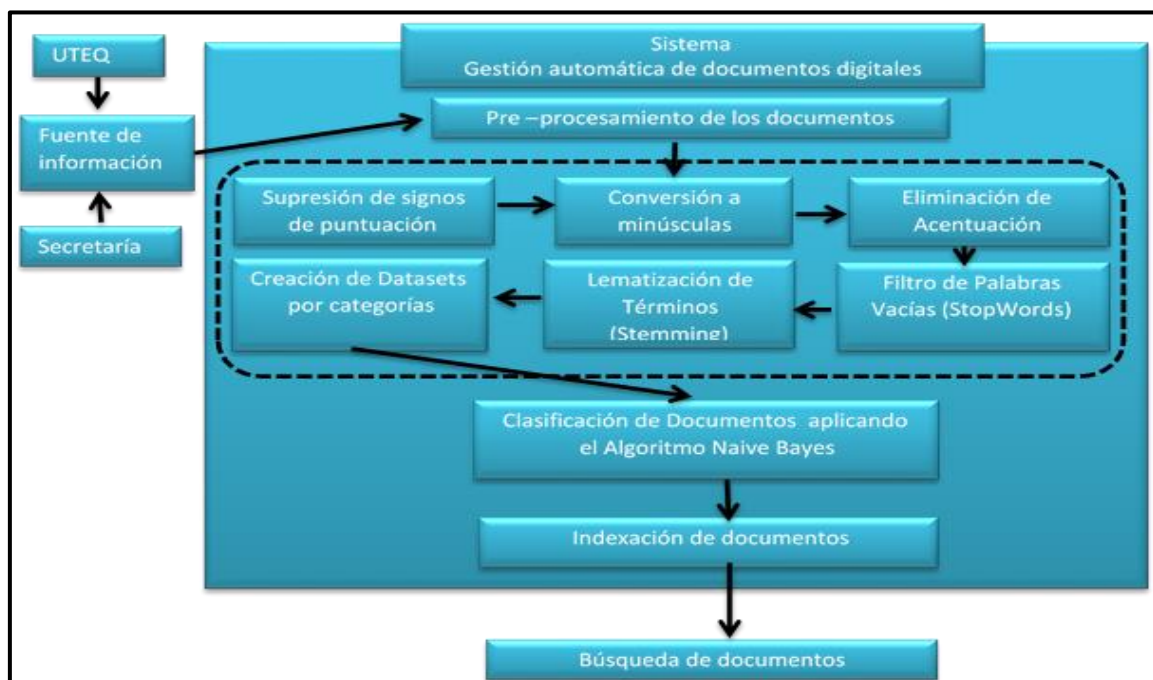 UTEQ
Fuente de
información
Secretaría
Sistema
Gestión automática de documentos digitales
Pre –procesamiento de los documentos
Supresión de signos
de puntuación
Conversión a
minúsculas
Eliminación de
Acentuación
Creación de Datasets
por categorías
Lematización de
Términos
(Stemming)
Filtro de Palabras
Vacías (StopWords)
Clasificación de Documentos aplicando
el Algoritmo Naive Bayes
Indexación de documentos
Búsqueda de documentos